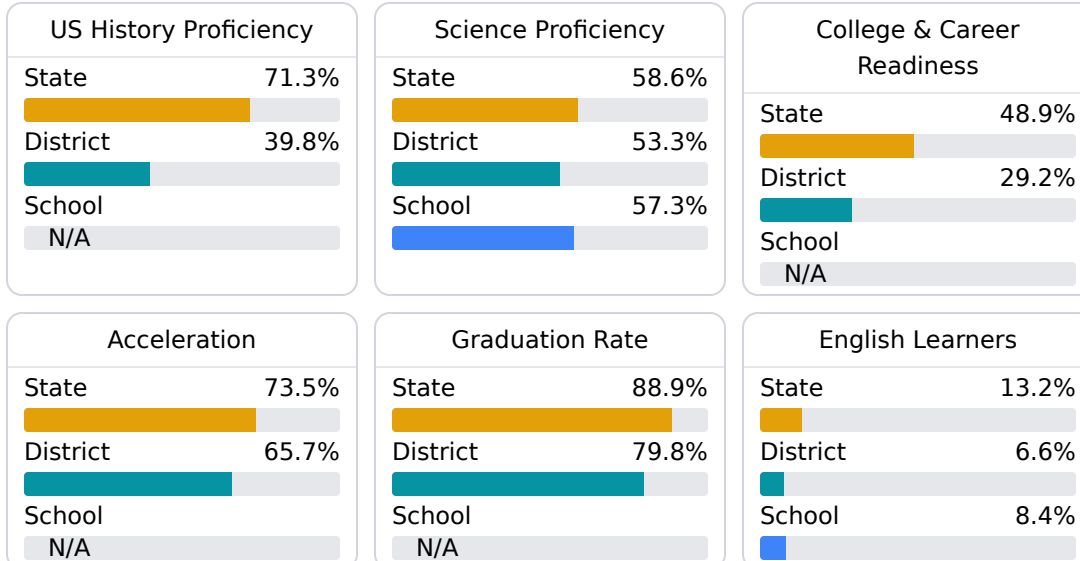 US History Proficiency
State 71.3%
District 39.8%
School
N/A
Science Proficiency
State 58.6%
District 53.3%
School 57.3%
College & Career
Readiness
State 48.9%
District 29.2%
School
N/A
Acceleration
State 73.5%
District 65.7%
School
N/A
Graduation Rate
State 88.9%
District 79.8%
School
N/A
English Learners
State 13.2%
District 6.6%
School 8.4%